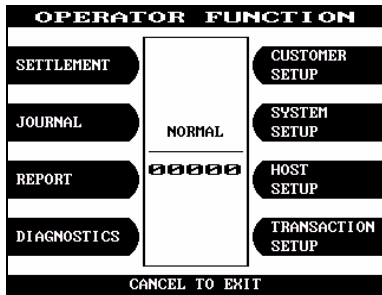 OPERATOR FUNCTION
SETTLEMENT
JOURNAL
REPORT
DIAGNOSTICS
NORMAL
00000
CUSTOMER
SETUP
SYSTEM
SETUP
HOST
SETUP
TRANSACTION
SETUP
CANCEL TO EXIT